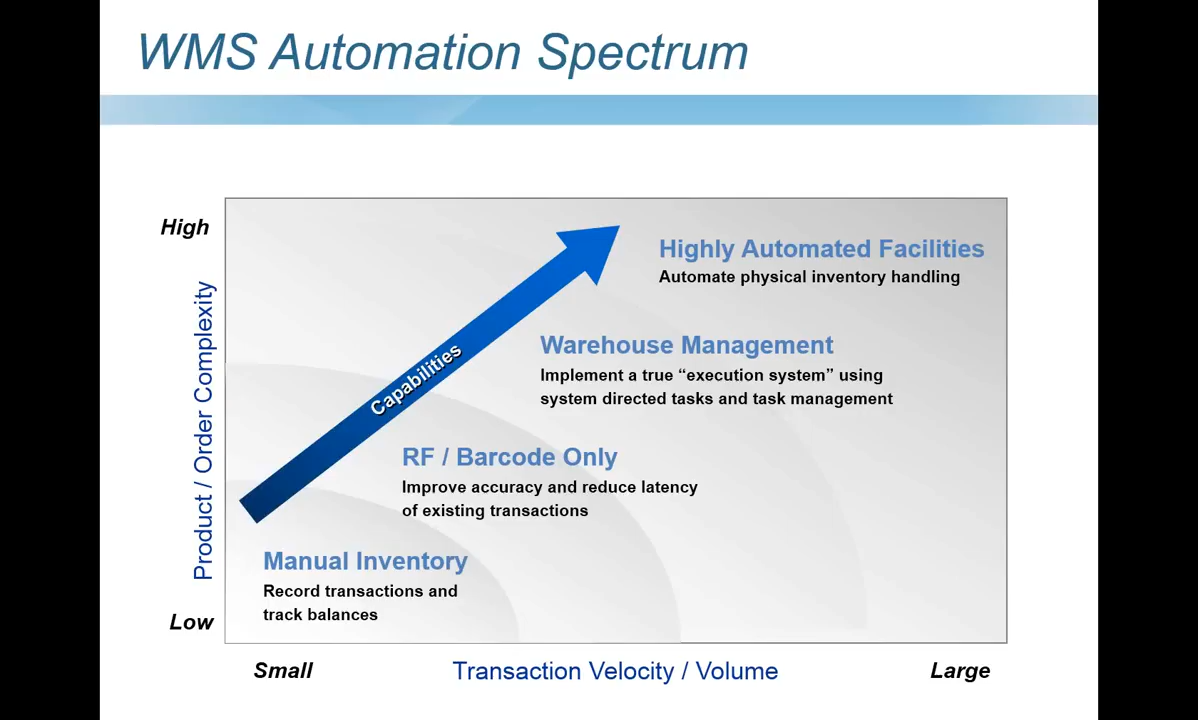 WMS Automation Spectrum
High
Highly Automated Facilities
Automate physical inventory handling
Warehouse Management
Implement a true “execution system” using
system directed tasks and task management
Capabilities
RF / Barcode Only
Improve accuracy and reduce latency
of existing transactions
Manual Inventory
Record transactions and
track balances
Product / Order Complexity
Low
Small
Transaction Velocity / Volume
Large